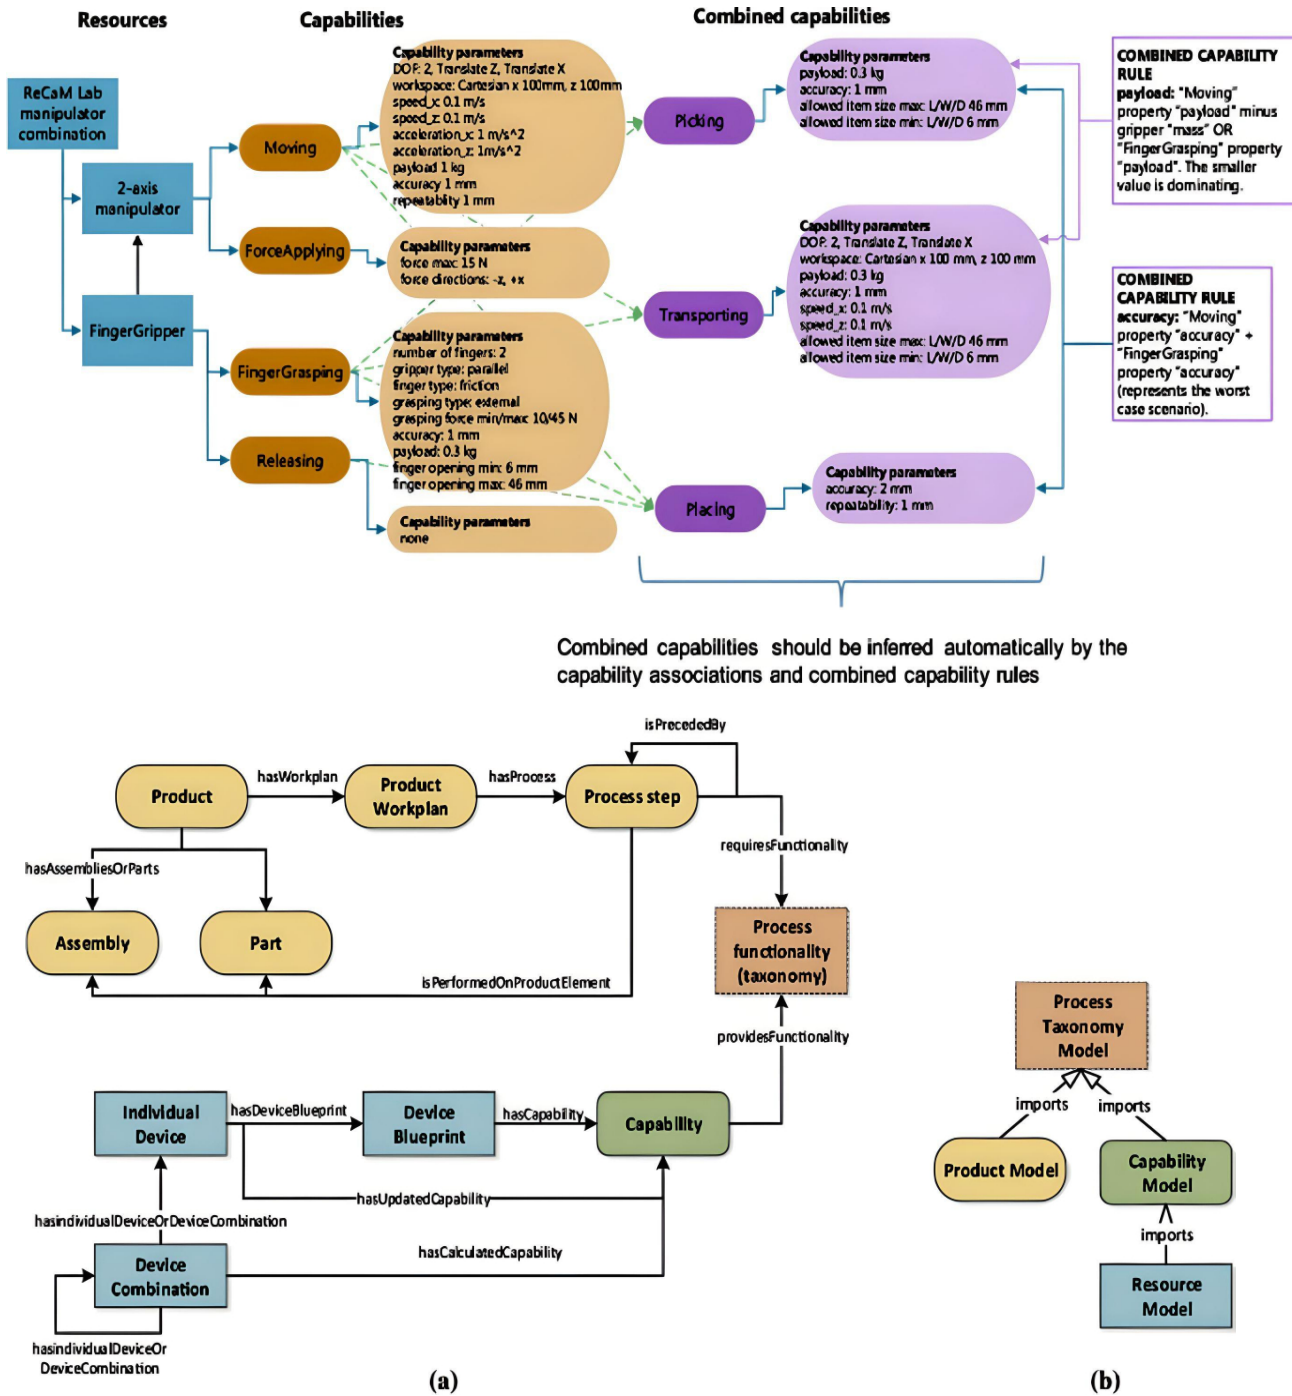 Resources
Capabilities
Combined capabilities
ReCaM Lab
manipulator
combination
2-axis
manipulator
FingerGripper
Moving
ForceApplying
FingerGrasping
Releasing
Capability parameters
DOF: 2, Translate Z, Translate X
workspace: Cartesian x 100mm, z 100mm
speed_x: 0.1 m/s
speed_z: 0.1 m/s
acceleration_x: 1 m/s^2
acceleration_z: 1m/s^2
payload 1 kg
accuracy 1 mm
repeatability 1 mm
Capability parameters
force max: 15 N
force directions: -z, +x
Capability parameters
number of fingers: 2
gripper type: parallel
finger type: friction
grasping type: external
grasping force min/max: 10/45 N
accuracy: 1 mm
payload: 0.3 kg
finger opening min: 6 mm
finger opening max: 46 mm
Capability parameters
none
Picking
Transporting
Placing
Capability parameters
payload: 0.3 kg
accuracy: 1 mm
allowed item size max: L/W/D 46 mm
allowed item size min: L/W/D 6 mm
Capability parameters
DOF: 2, Translate Z, Translate X
workspace: Cartesian x 100 mm, z 100 mm
payload: 0.3 kg
accuracy: 1 mm
speed_x: 0.1 m/s
speed_z: 0.1 m/s
allowed item size max: L/W/D 46 mm
allowed item size min: L/W/D 6 mm
Capability parameters
accuracy: 2 mm
repeatability: 1 mm
COMBINED CAPABILITY
RULE
payload: "Moving"
property "payload" minus
gripper "mass" OR
"FingerGrasping" property
"payload". The smaller
value is dominating.
COMBINED
CAPABILITY RULE
accuracy: "Moving"
property "accuracy" +
"FingerGrasping"
property "accuracy"
(represents the worst
case scenario).
Combined capabilities should be inferred automatically by the
capability associations and combined capability rules
isPrecededBy
Product
hasWorkplan
Product
Workplan
hasProcess
Process step
hasAssembliesOrParts
requiresFunctionality
Assembly
Part
isPerformedOnProductElement
Process
functionality
(taxonomy)
providesFunctionality
Individual
Device
hasDeviceBlueprint
Device
Blueprint
hasCapability
Capability
hasUpdatedCapability
hasindividualDeviceOrDeviceCombination
Device
Combination
hasCalculatedCapability
hasindividualDeviceOr
DeviceCombination
(a)
Process
Taxonomy
Model
imports
imports
Product Model
Capability
Model
imports
Resource
Model
(b)